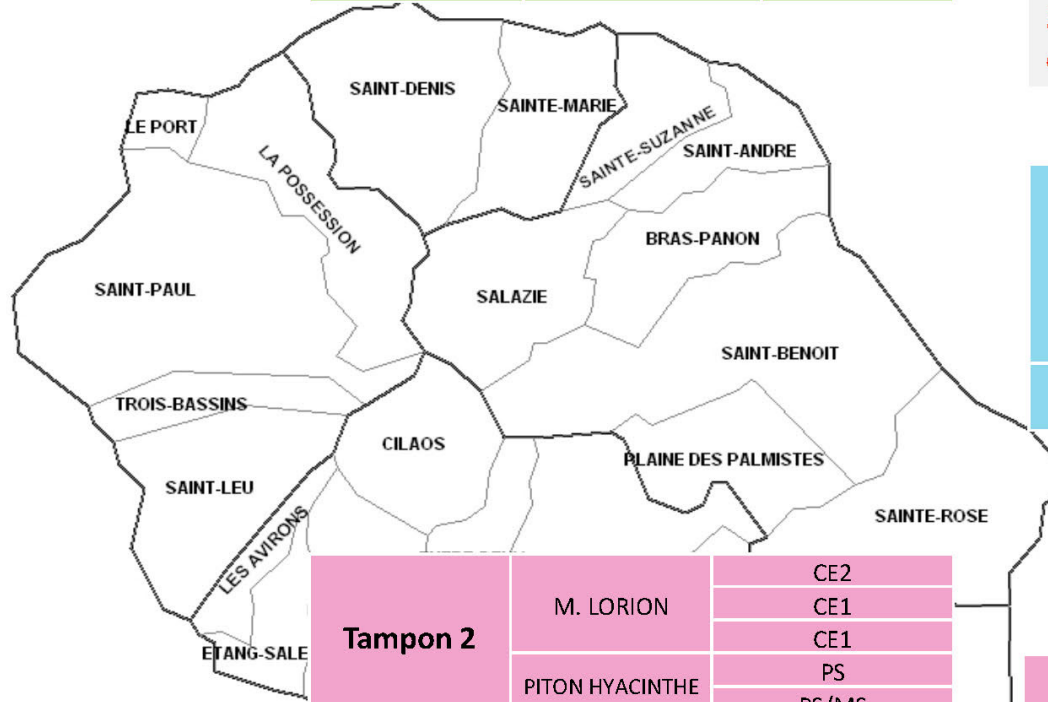 SAINT-DENIS
SAINTE-MARIE
LE PORT
SAINTE-SUZANNE
SAINT-ANDRE
LA POSSESSION
BRAS-PANON
SAINT-PAUL
SALAZIE
SAINT-BENOIT
TROIS-BASSINS
CILAOS
PLAINE DES PALMISTES
SAINT-LEU
LES AVIRONS
SAINTE-ROSE
ETANG-SALE
Tampon 2
M. LORION
CE2
CE1
CE1
PITON HYACINTHE
PS
PS/MS